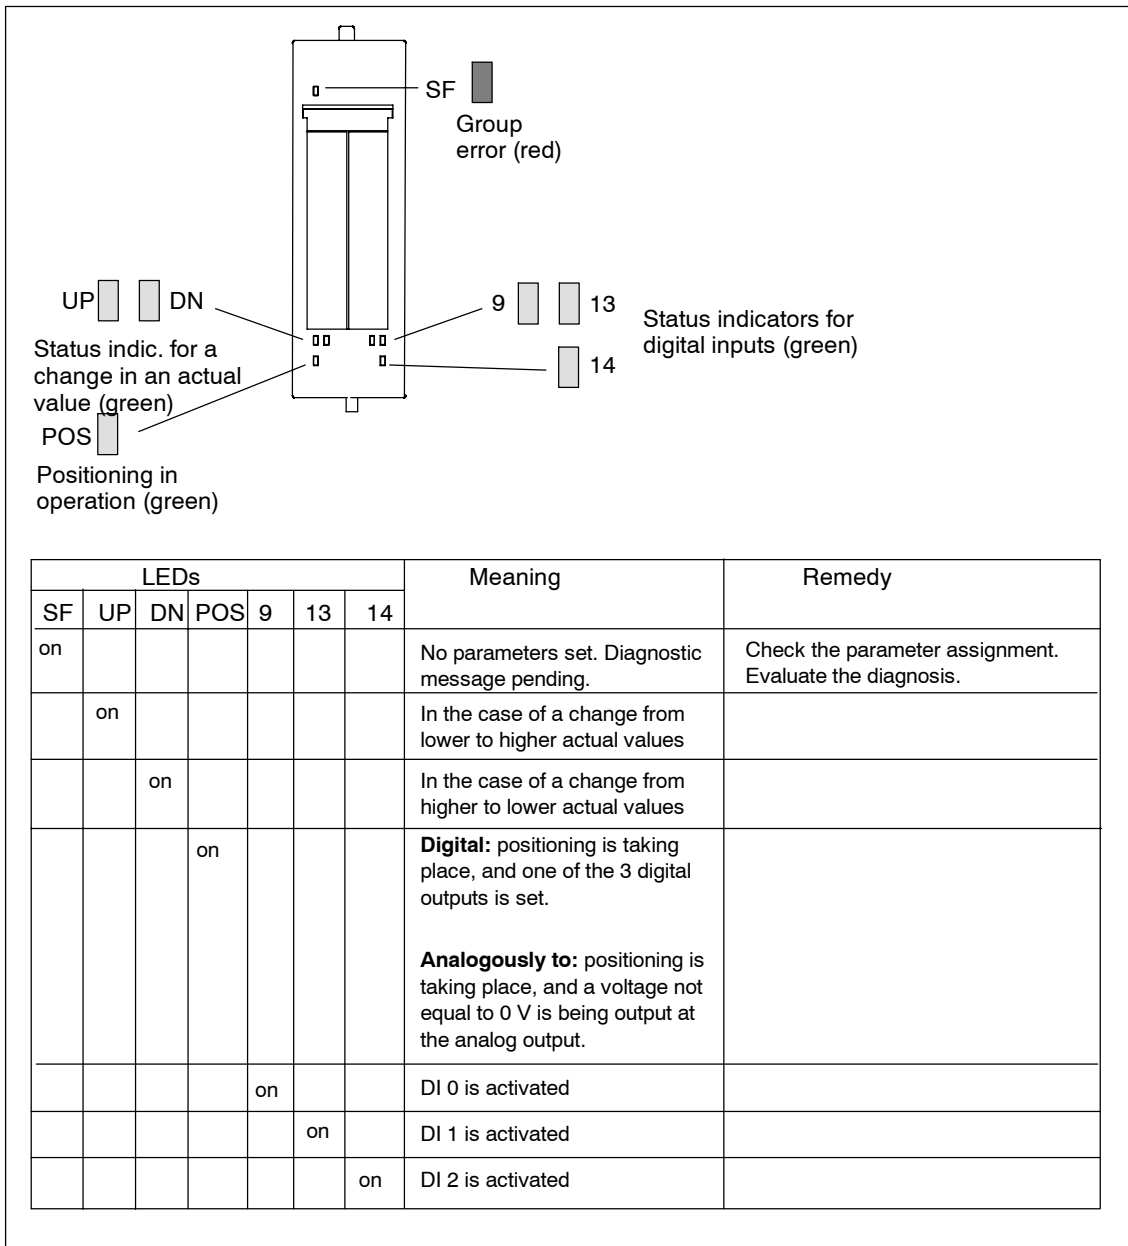 SF
Group
error (red)
UP DN
Status indic. for a
change in an actual
value (green)
POS
Positioning in
operation (green)
9 13
14
Status indicators for
digital inputs (green)
LEDs Meaning Remedy
SF UP DN POS 9 13 14
on No parameters set. Diagnostic Check the parameter assignment.
message pending. Evaluate the diagnosis.
on In the case of a change from
lower to higher actual values
on In the case of a change from
higher to lower actual values
on Digital: positioning is taking
place, and one of the 3 digital
outputs is set.
Analogously to: positioning is
taking place, and a voltage not
equal to 0 V is being output at
the analog output.
on DI 0 is activated
on DI 1 is activated
on DI 2 is activated